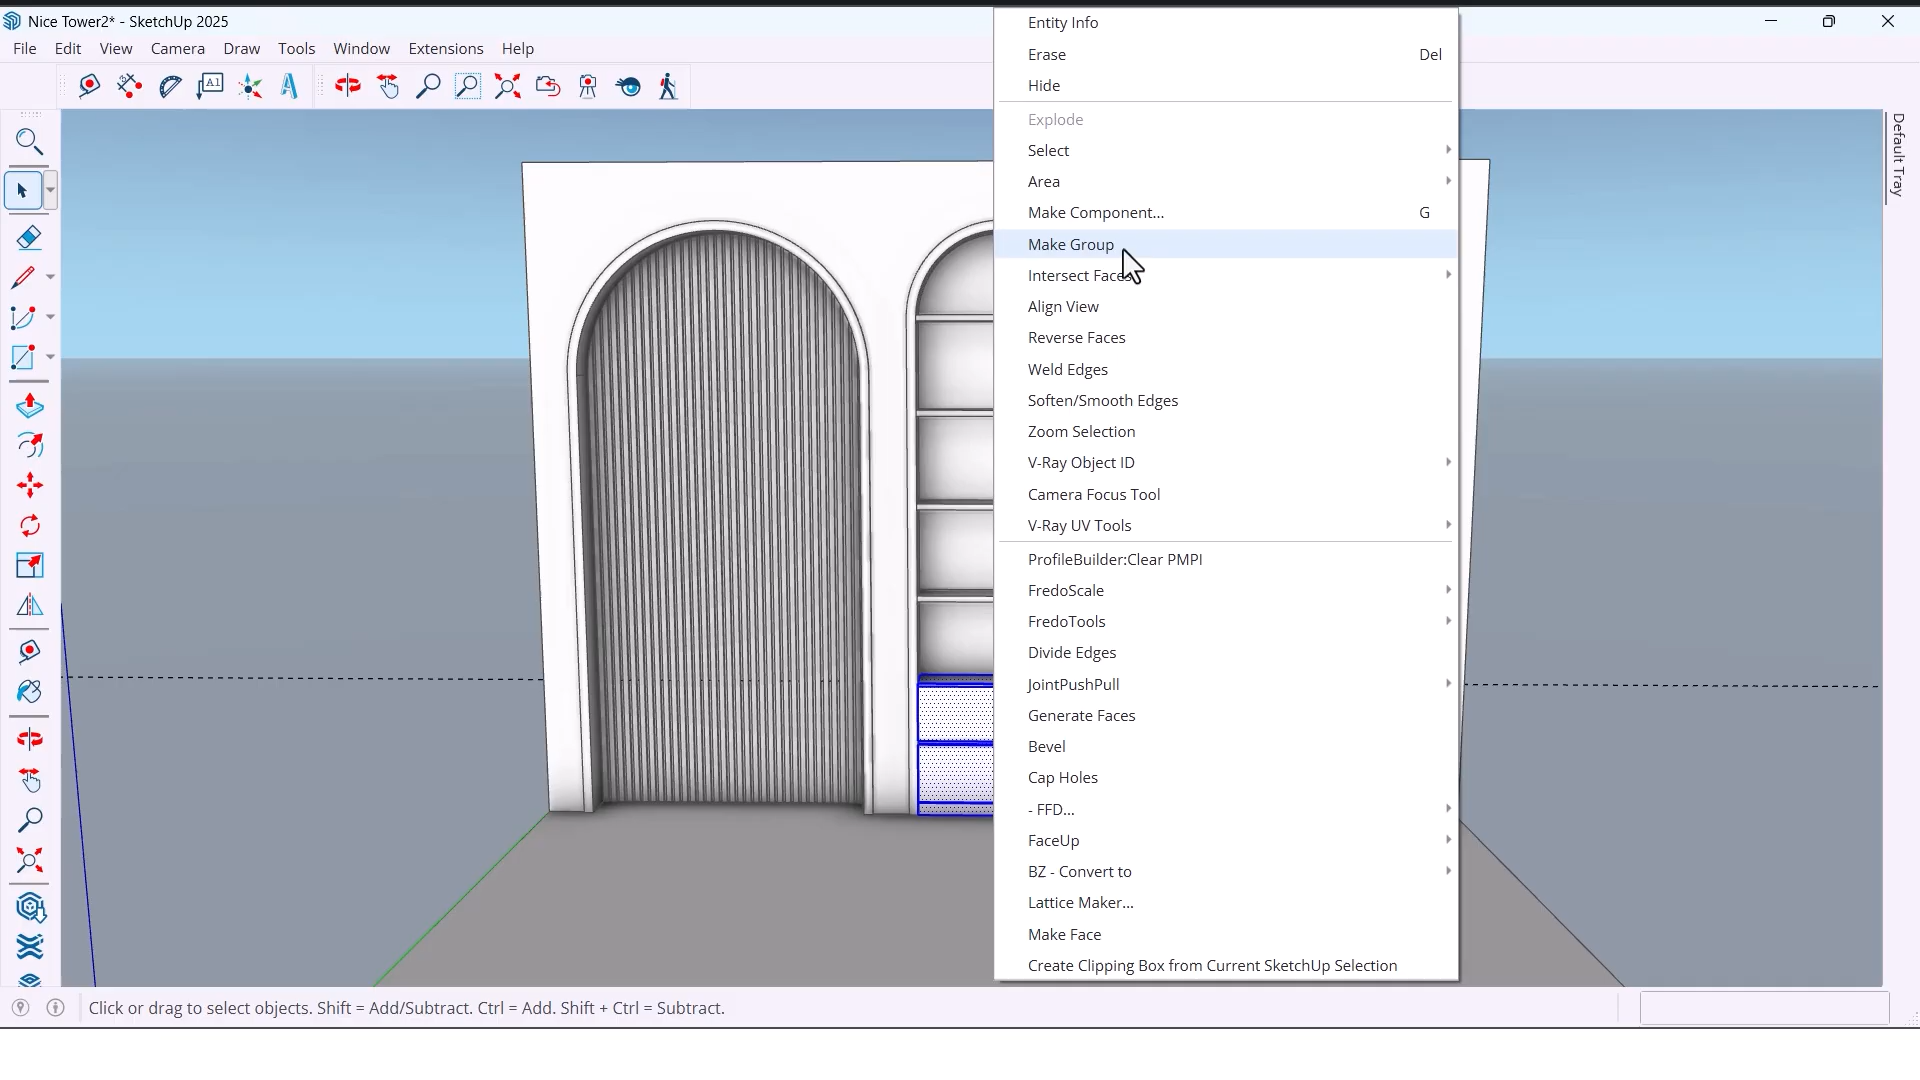 Nice Tower2* - SketchUp 2025
File Edit View Camera Draw Tools Window Extensions Help
A1
Default Tray
Entity Info
Erase Del
Hide
Explode
Select
Area
Make Component... G
Make Group
Intersect Faces
Align View
Reverse Faces
Weld Edges
Soften/Smooth Edges
Zoom Selection
V-Ray Object ID
Camera Focus Tool
V-Ray UV Tools
ProfileBuilder:Clear PMPI
FredoScale
FredoTools
Divide Edges
JointPushPull
Generate Faces
Bevel
Cap Holes
- FFD...
FaceUp
BZ - Convert to
Lattice Maker...
Make Face
Create Clipping Box from Current SketchUp Selection
Click or drag to select objects. Shift = Add/Subtract. Ctrl = Add. Shift + Ctrl = Subtract.